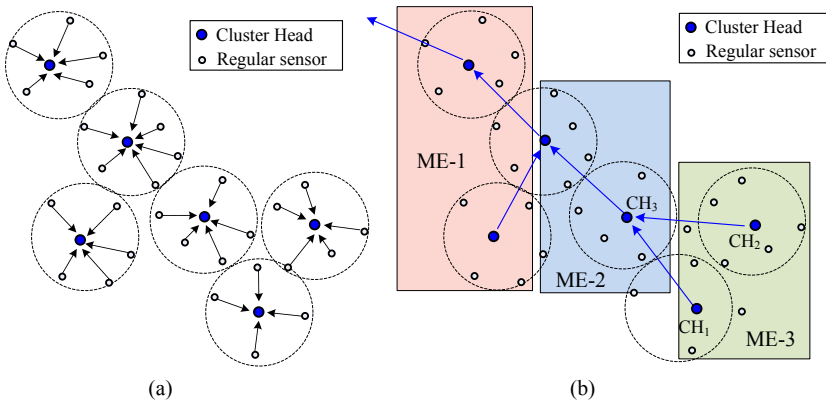 Cluster Head
Regular sensor
Cluster Head
Regular sensor
ME-1
ME-2
ME-3
CH₃
CH₂
CH₁
(a)
(b)